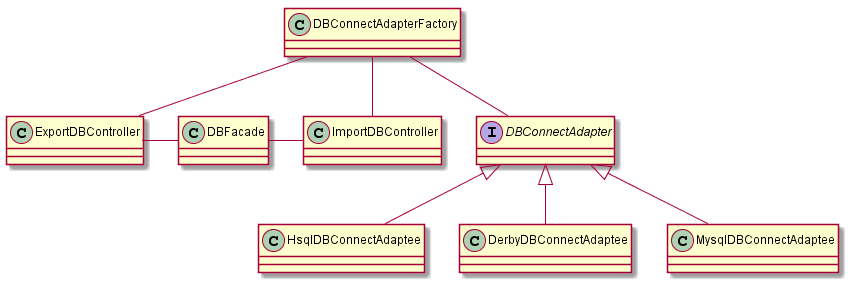 C DBConnectAdapterFactory
C ExportDBController
C DBFacade
C ImportDBController
I DBConnectAdapter
C HsqlDBConnectAdaptee
C DerbyDBConnectAdaptee
C MysqlDBConnectAdaptee